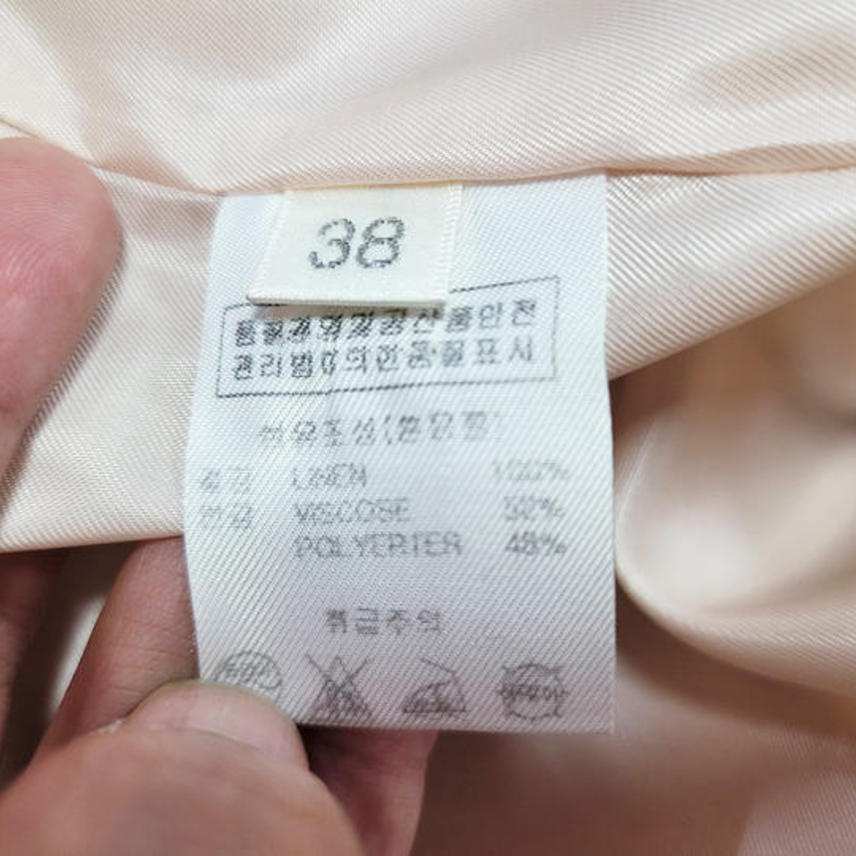 38
품질경영및공산품안전
관리법에의한품질표시
섬유조성(혼용율)
겉감 LINEN 100%
안감 VISCOSE 52%
POLYERTER 48%
취급주의